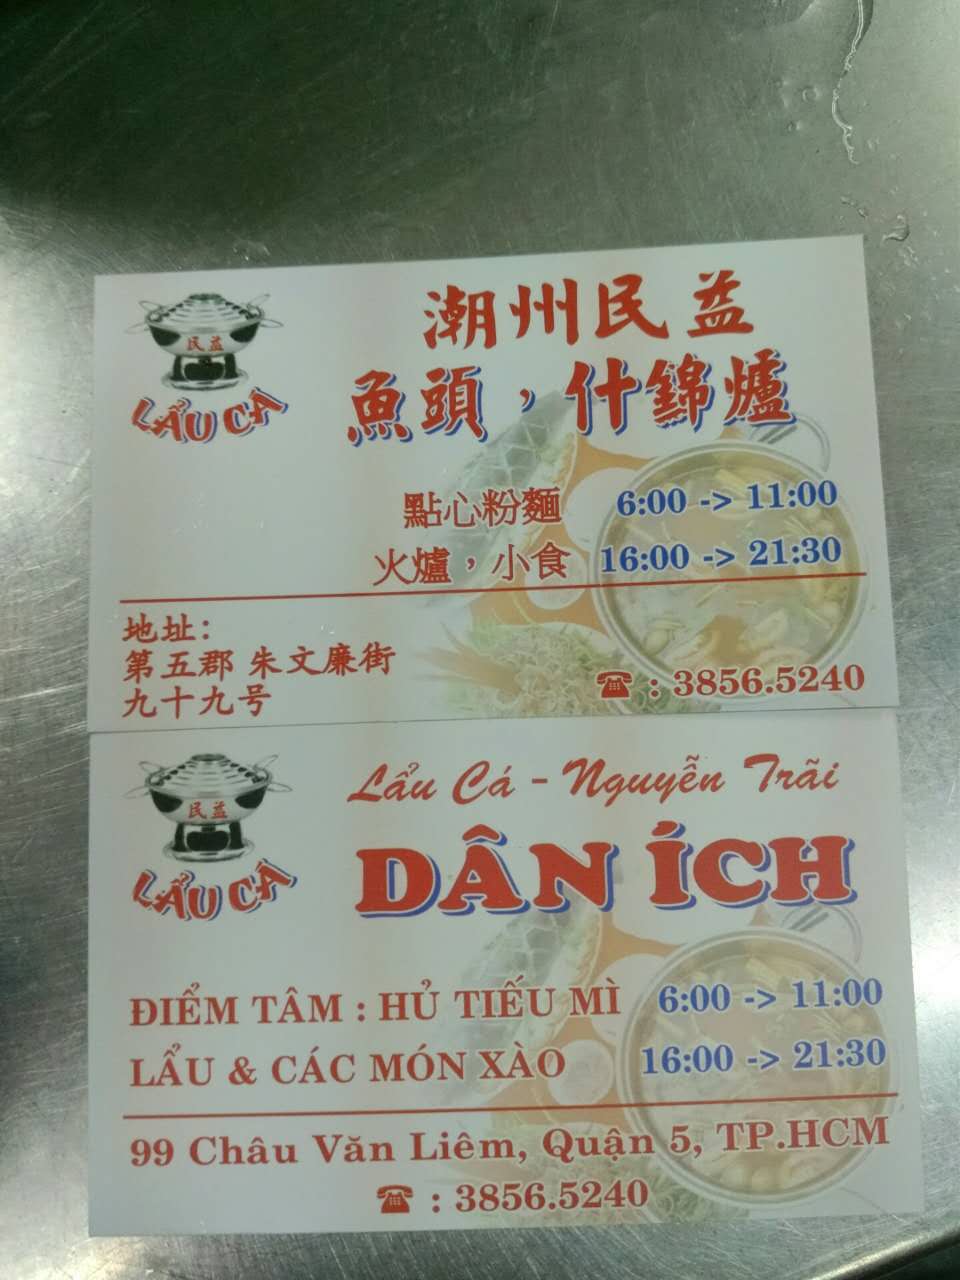 潮州民益
民益
LẨU CÁ
魚頭，什錦爐
點心粉麵 6:00 -> 11:00
火爐，小食 16:00 -> 21:30
地址:
第五郡 朱文廉街
九十九号
☎ : 3856.5240
Lẩu Cá - Nguyễn Trãi
民益
LẨU CÁ
DÂN ÍCH
ĐIỂM TÂM : HỦ TIẾU MÌ 6:00 -> 11:00
LẨU & CÁC MÓN XÀO 16:00 -> 21:30
99 Châu Văn Liêm, Quận 5, TP.HCM
☎ : 3856.5240